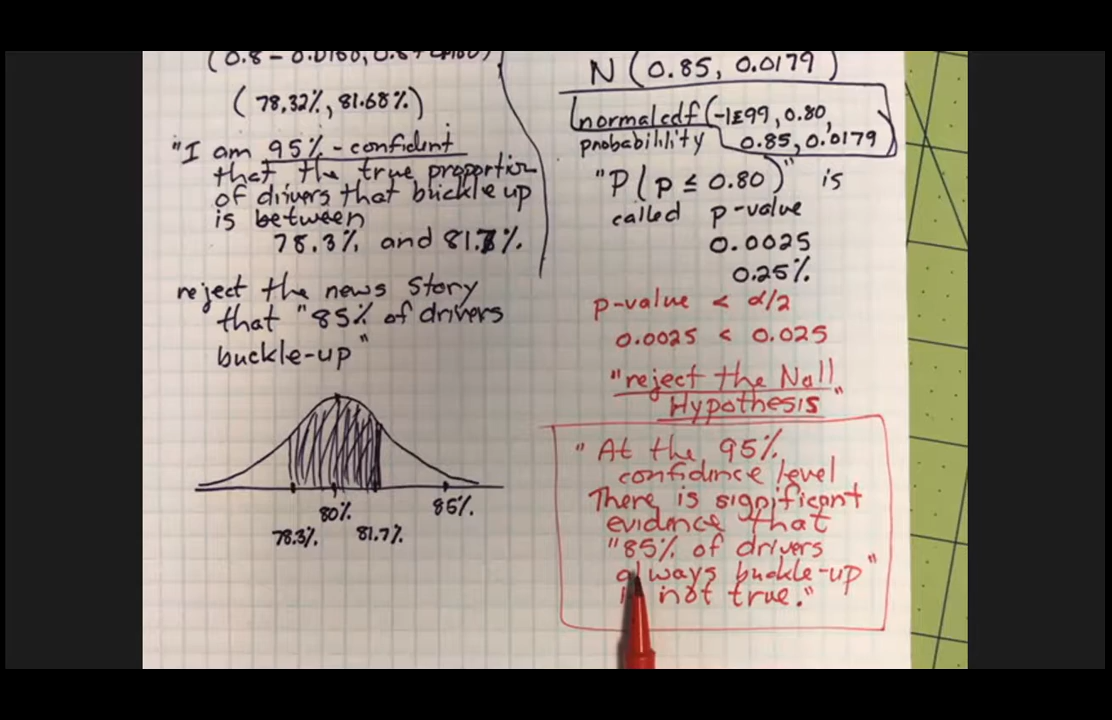 (78.32%, 81.68%)
"I am 95% - confident
that the true proportion
of drivers that buckle up
is between
78.3% and 81.7%.
reject the news Story
that "85% of drivers
buckle-up"
80%
85%
78.3%
81.7%
N (0.85, 0.0179)
normalcdf(-1E99, 0.80,
probability 0.85, 0.0179
"P(p ≤ 0.80)" is
called p-value
0.0025
0.25%
p-value < α/2
0.0025 < 0.025
"reject the Null
Hypothesis"
"At the 95%
confidence level
There is significant
evidence that
"85% of drivers
always buckle-up"
not true."